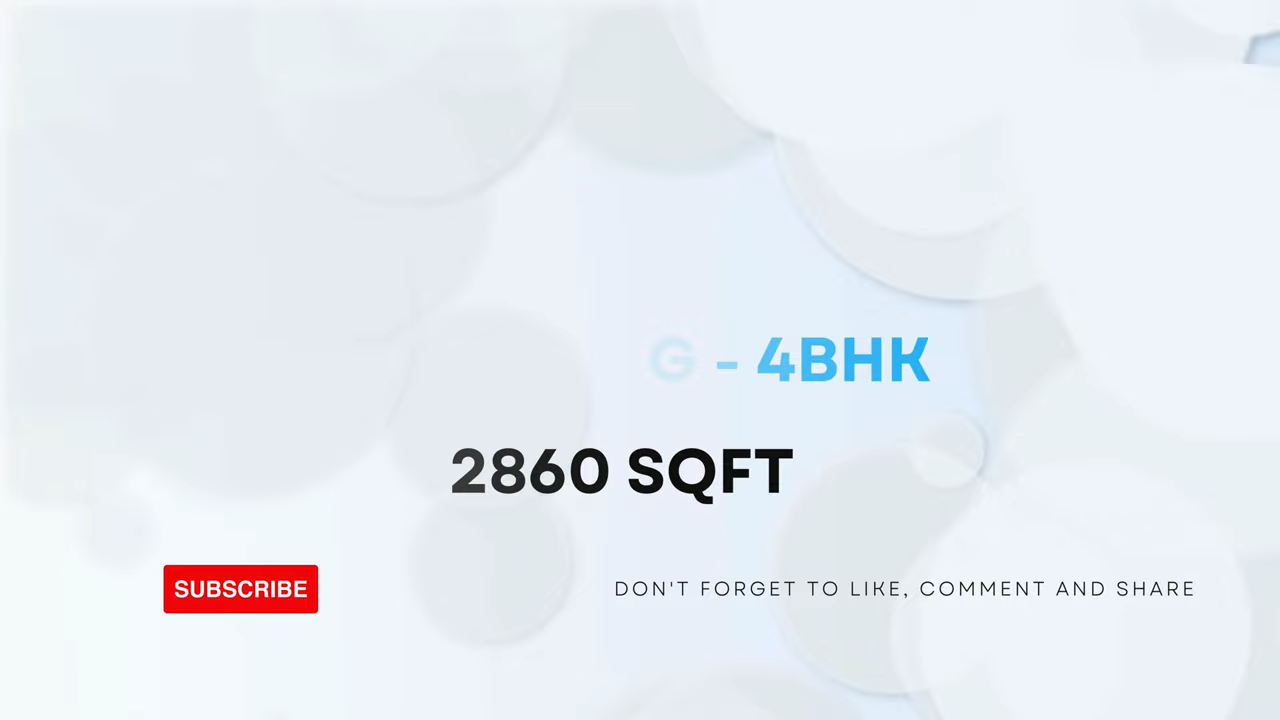 G - 4BHK
2860 SQFT
SUBSCRIBE
DON'T FORGET TO LIKE, COMMENT AND SHARE